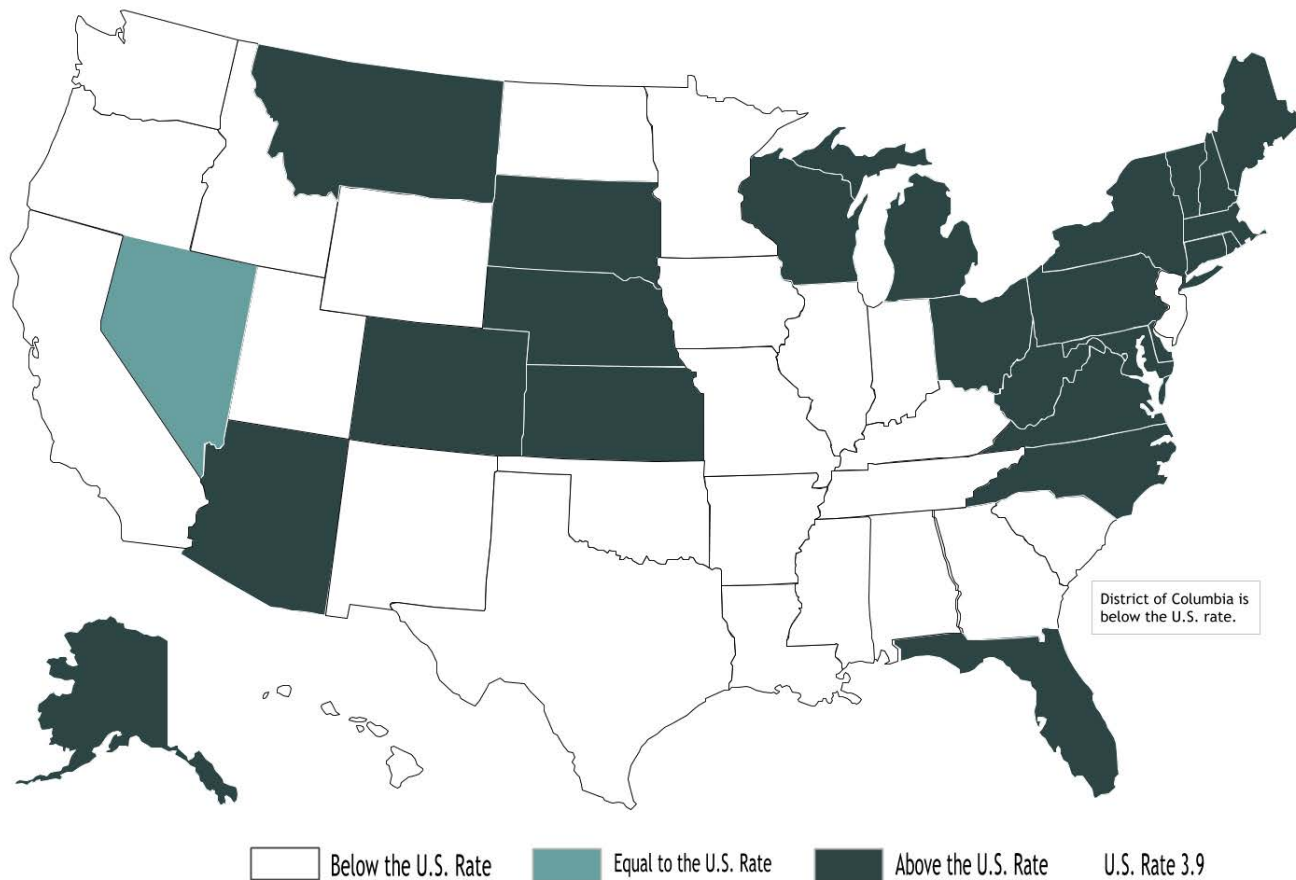 District of Columbia is
below the U.S. rate.
Below the U.S. Rate
Equal to the U.S. Rate
Above the U.S. Rate
U.S. Rate 3.9